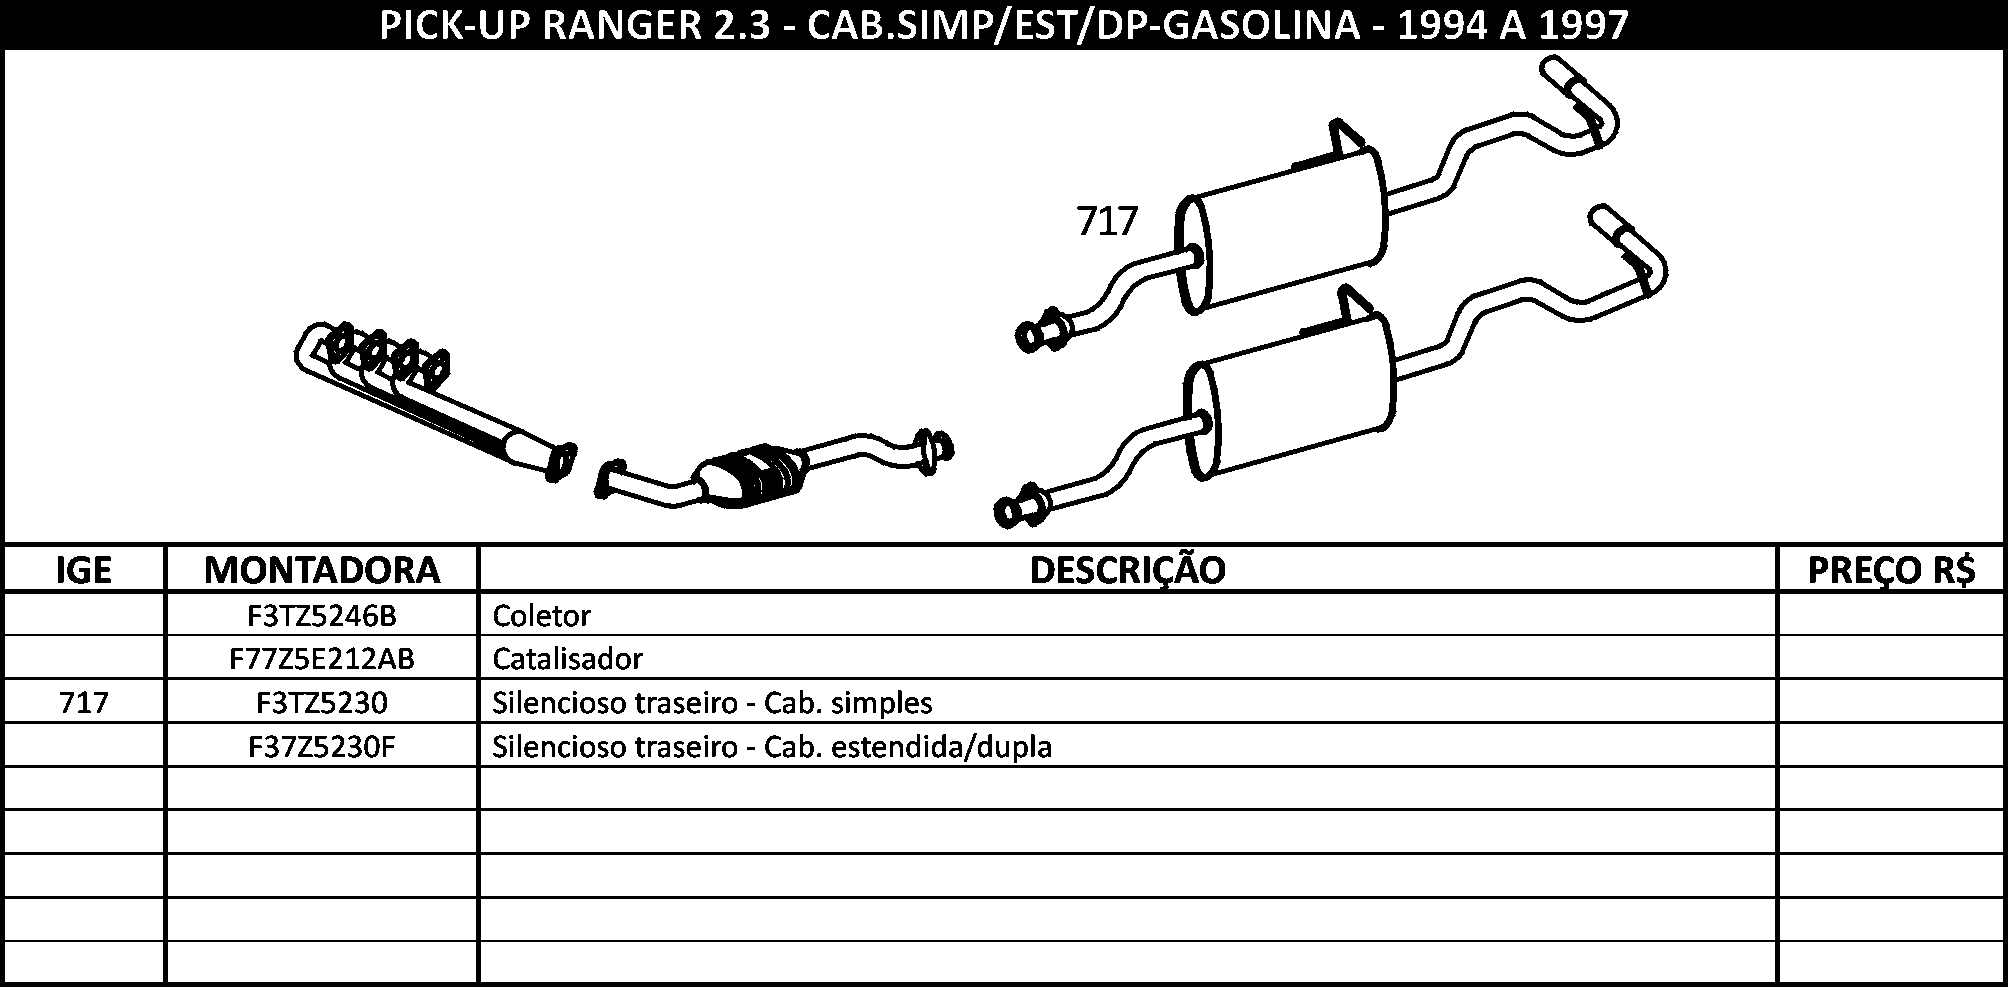 PICK-UP RANGER 2.3 - CAB.SIMP/EST/DP-GASOLINA - 1994 A 1997
717
IGE MONTADORA DESCRIÇÃO PREÇO R$
F3TZ5246B Coletor
F77Z5E212AB Catalisador
717 F3TZ5230 Silencioso traseiro - Cab. simples
F37Z5230F Silencioso traseiro - Cab. estendida/dupla